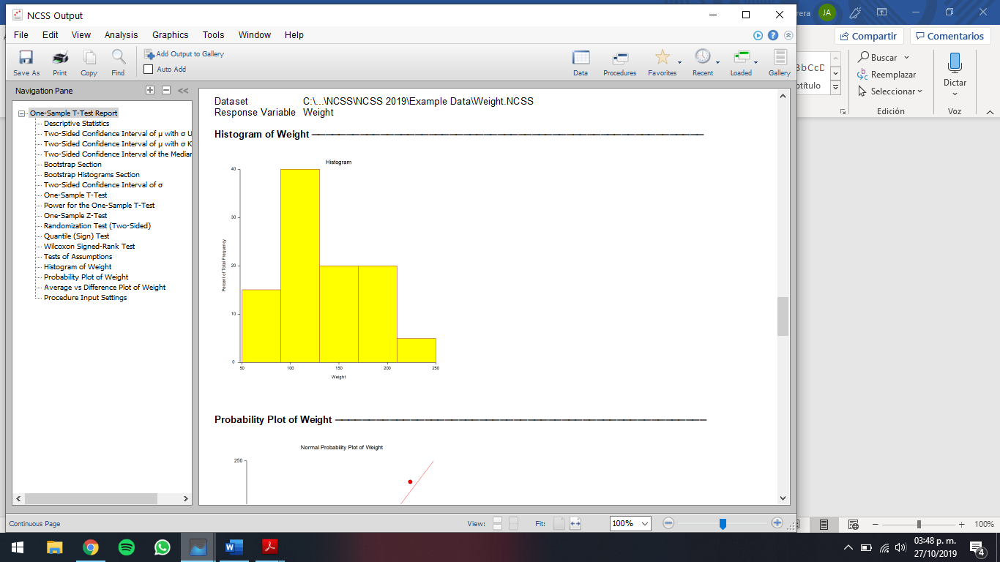 NCSS Output
rera JA
File Edit View Analysis Graphics Tools Window Help
Compartir Comentarios
Save As Print Copy Find
Add Output to Gallery
Auto Add
Data Procedures Favorites Recent Loaded Gallery
bCcD
ptítulo
Buscar
Reemplazar
Seleccionar
Edición
Dictar
Voz
Navigation Pane <<
One-Sample T-Test Report
Descriptive Statistics
Two-Sided Confidence Interval of μ with σ U
Two-Sided Confidence Interval of μ with σ K
Two-Sided Confidence Interval of the Median
Bootstrap Section
Bootstrap Histograms Section
Two-Sided Confidence Interval of σ
One-Sample T-Test
Power for the One-Sample T-Test
One-Sample Z-Test
Randomization Test (Two-Sided)
Quantile (Sign) Test
Wilcoxon Signed-Rank Test
Tests of Assumptions
Histogram of Weight
Probability Plot of Weight
Average vs Difference Plot of Weight
Procedure Input Settings
Dataset C:\...\NCSS\NCSS 2019\Example Data\Weight.NCSS
Response Variable Weight
Histogram of Weight
Histogram
Percent of Total Frequency
40
30
20
10
0
50 100 150 200 250
Weight
Probability Plot of Weight
Normal Probability Plot of Weight
250
Continuous Page
View:
Fit:
100%
100%
03:48 p. m.
27/10/2019
4